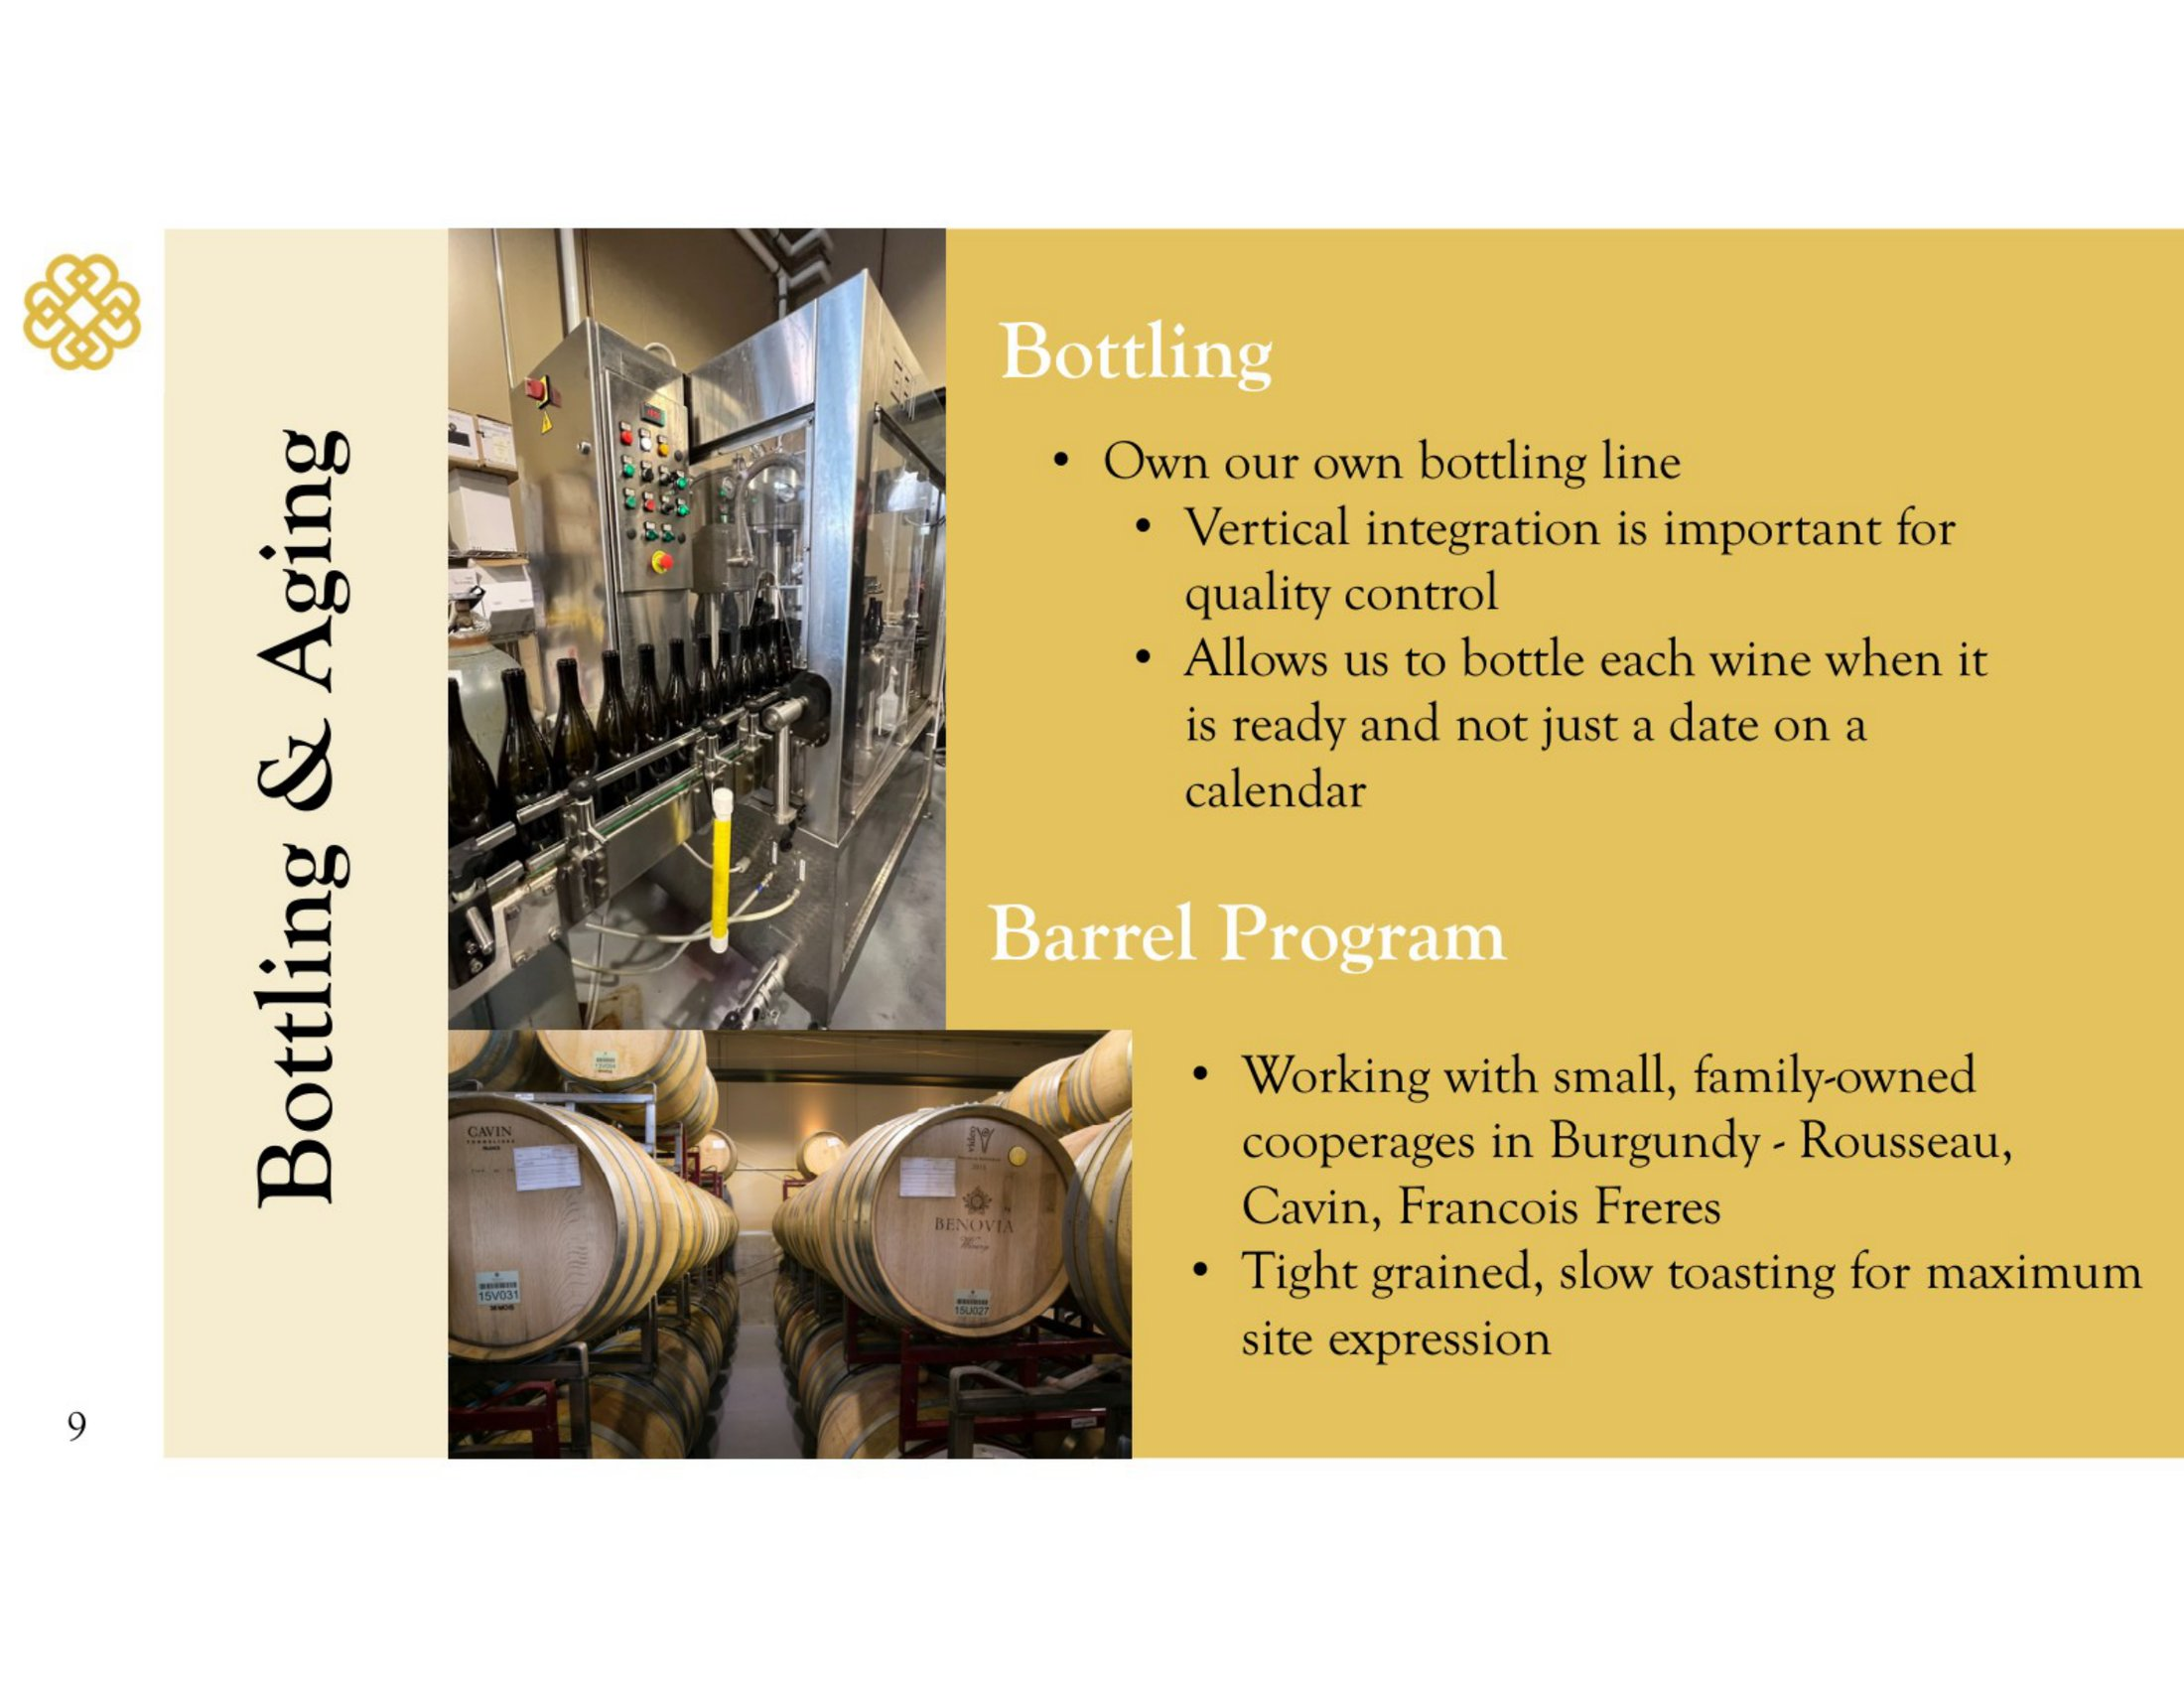 Bottling & Aging
Bottling
• Own our own bottling line
• Vertical integration is important for
quality control
• Allows us to bottle each wine when it
is ready and not just a date on a
calendar
Barrel Program
• Working with small, family-owned
cooperages in Burgundy - Rousseau,
Cavin, Francois Freres
• Tight grained, slow toasting for maximum
site expression
CAVIN
15V031
BENOVIA
Winery
15U027
9